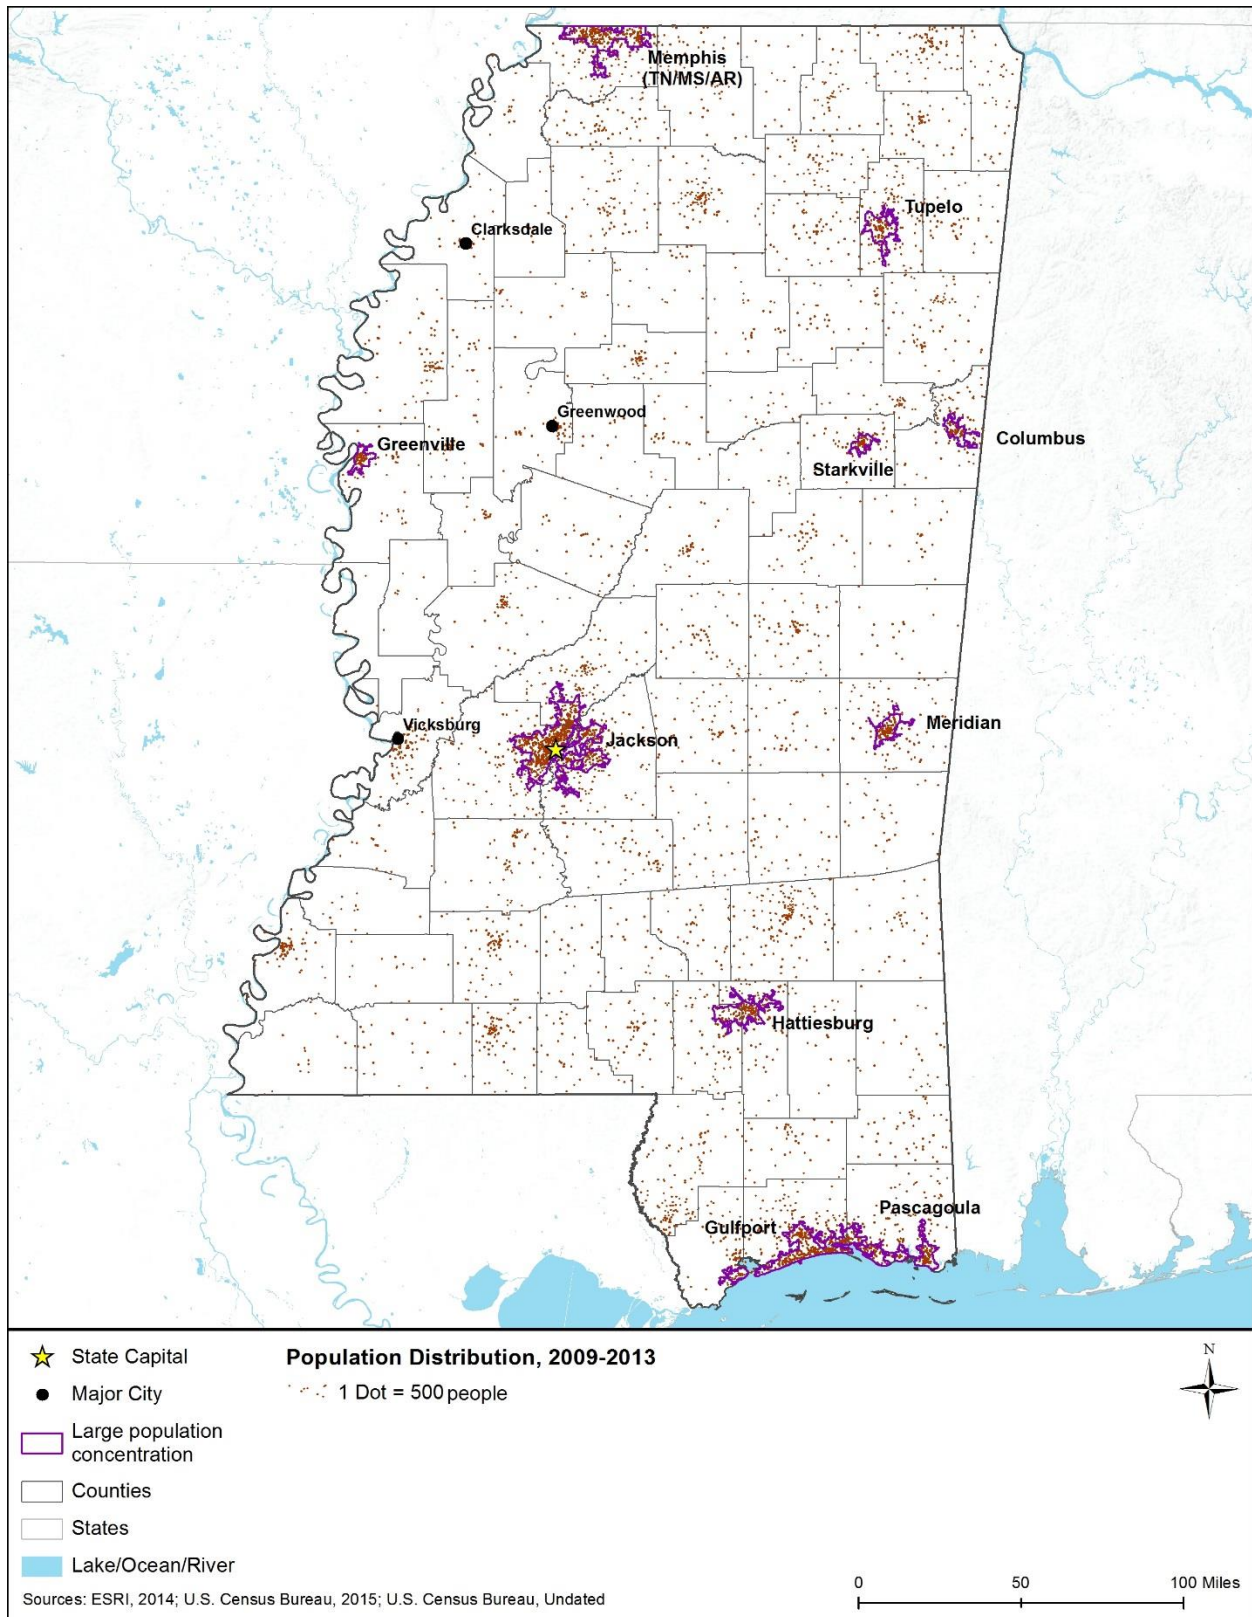 Memphis
(TN/MS/AR)
Tupelo
Clarksdale
Greenwood
Greenville
Columbus
Starkville
Vicksburg
Jackson
Meridian
Hattiesburg
Pascagoula
Gulfport
State Capital
Population Distribution, 2009-2013
N
Major City
1 Dot = 500 people
Large population
concentration
Counties
States
Lake/Ocean/River
Sources: ESRI, 2014; U.S. Census Bureau, 2015; U.S. Census Bureau, Undated
0 50 100 Miles